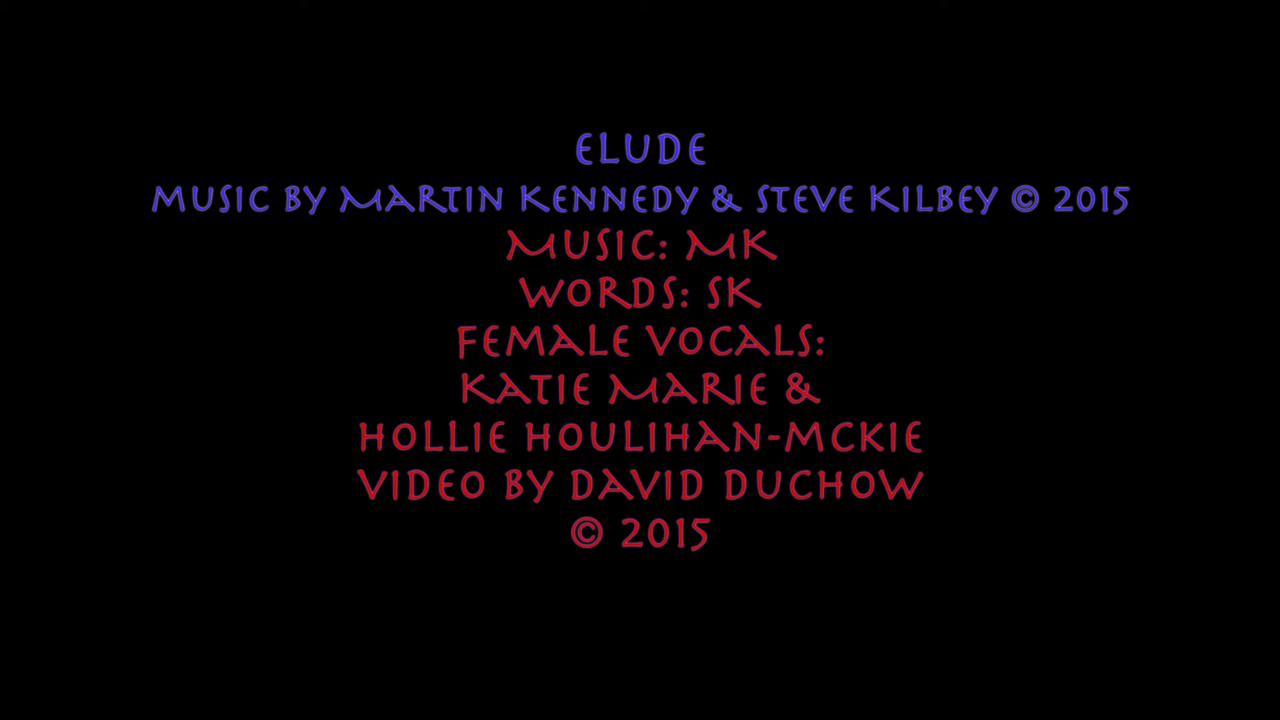 ELUDE
MUSIC BY MARTIN KENNEDY & STEVE KILBEY © 2015
MUSIC: MK
WORDS: SK
FEMALE VOCALS:
KATIE MARIE &
HOLLIE HOULIHAN-MCKIE
VIDEO BY DAVID DUCHOW
© 2015